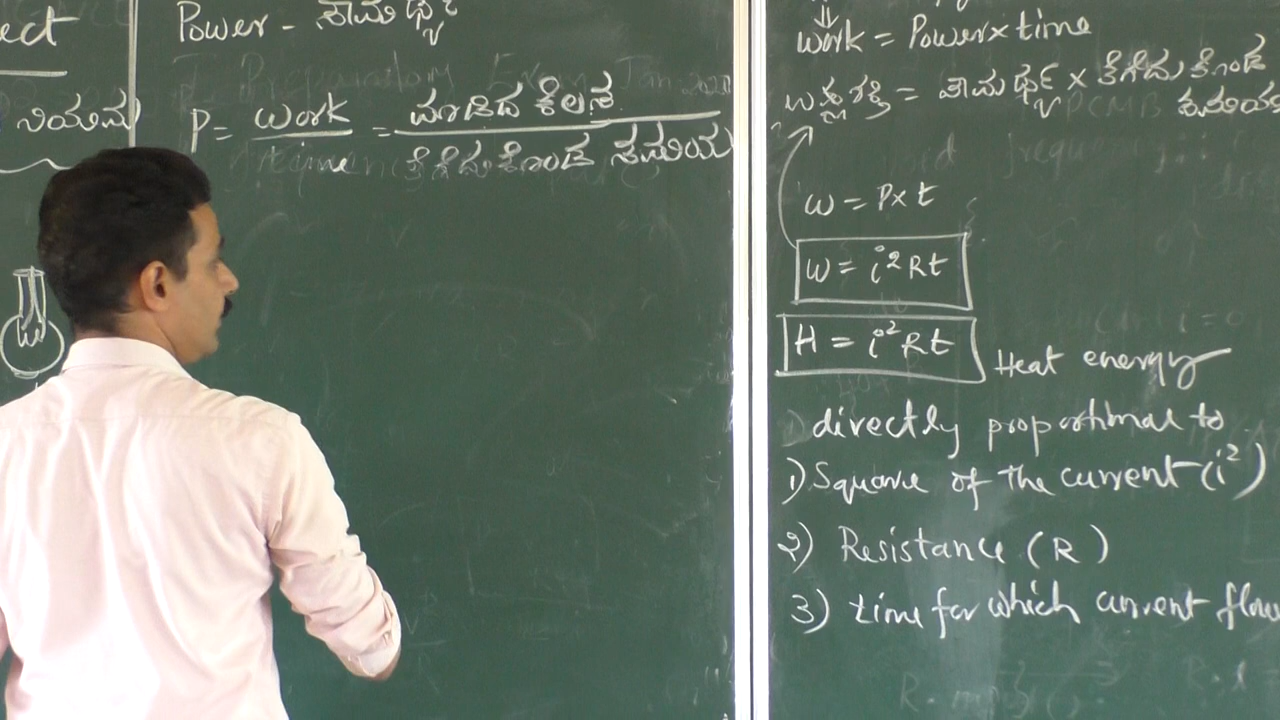 ect
ನಿಯಮ
Power - ಸಾಮರ್ಥ್ಯ
P = work / time = ಮಾಡಿದ ಕೆಲಸ / ತೆಗೆದುಕೊಂಡ ಸಮಯ
⇓
work = Power × time
= ಸಾಮರ್ಥ್ಯ × ತೆಗೆದುಕೊಂಡ
ಸಮಯ
w = P × t
w = i²Rt
H = i²Rt
Heat energy
directly proportional to
1) Square of the current (i²)
2) Resistance (R)
3) time for which current flow